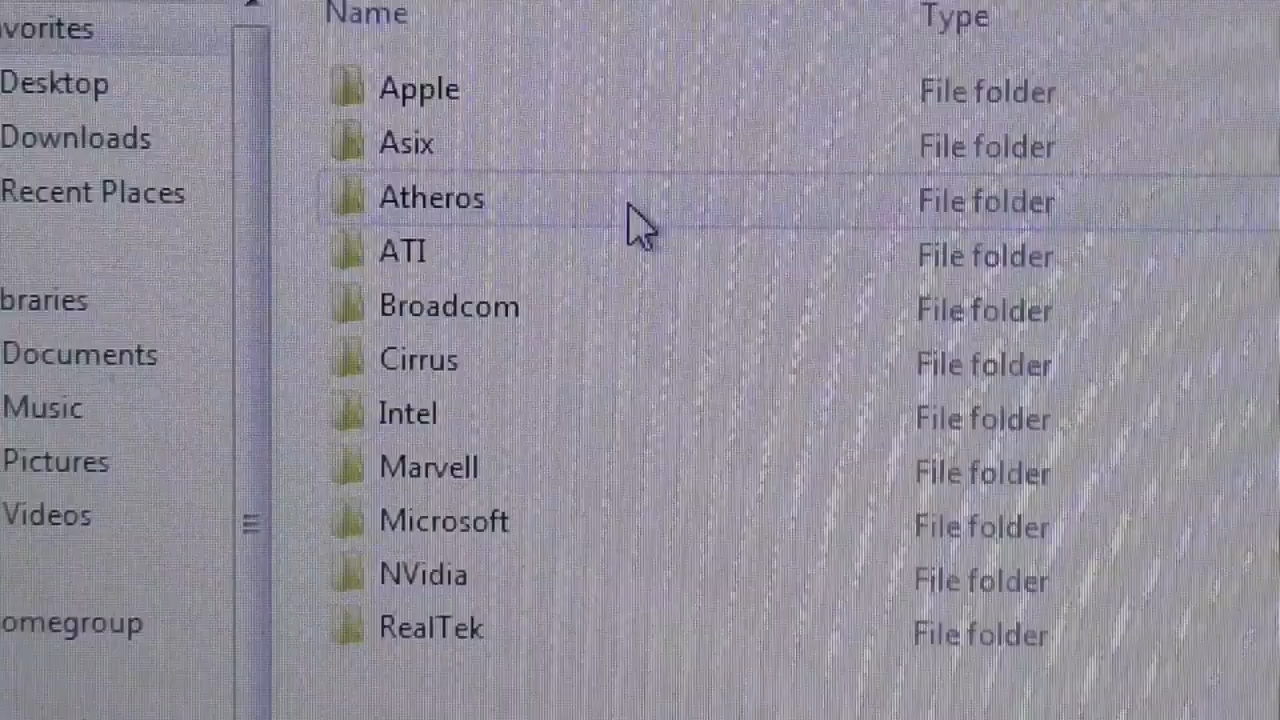 Name Type
vorites
Desktop
Downloads
Recent Places
braries
Documents
Music
Pictures
Videos
omegroup
Apple File folder
Asix File folder
Atheros File folder
ATI File folder
Broadcom File folder
Cirrus File folder
Intel File folder
Marvell File folder
Microsoft File folder
NVidia File folder
RealTek File folder